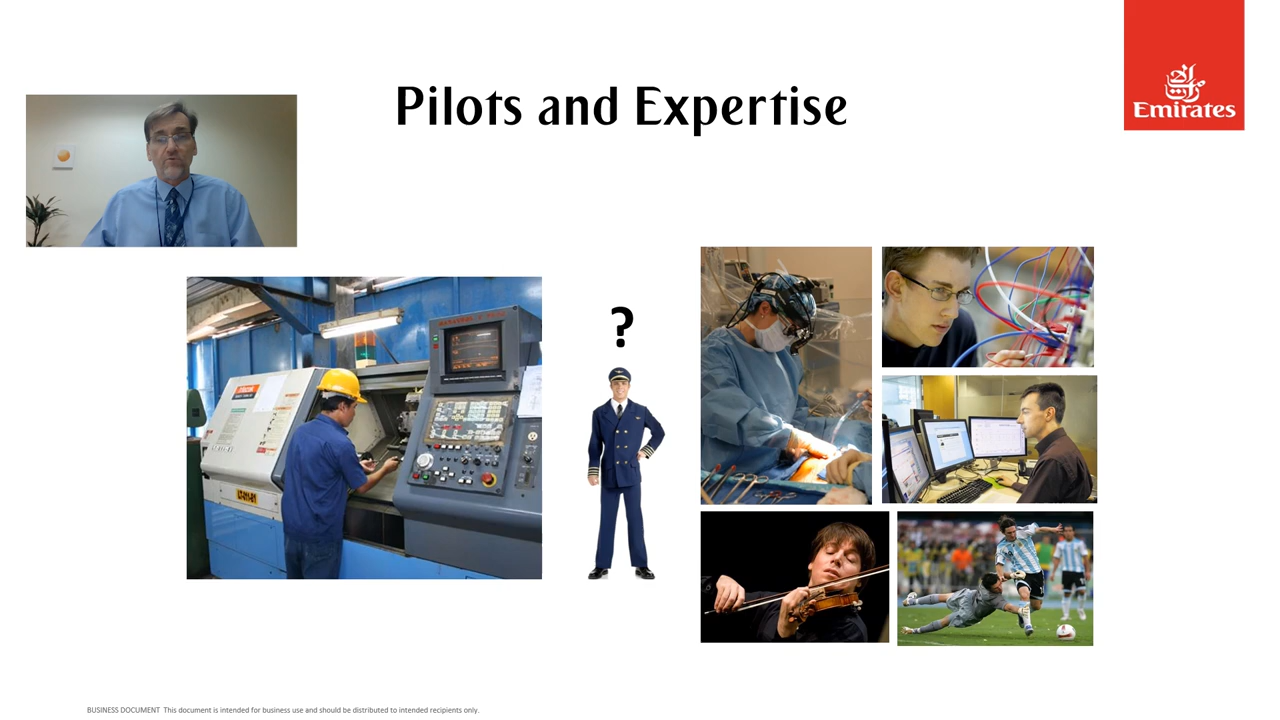 Pilots and Expertise
Emirates
?
BUSINESS DOCUMENT This document is intended for business use and should be distributed to intended recipients only.